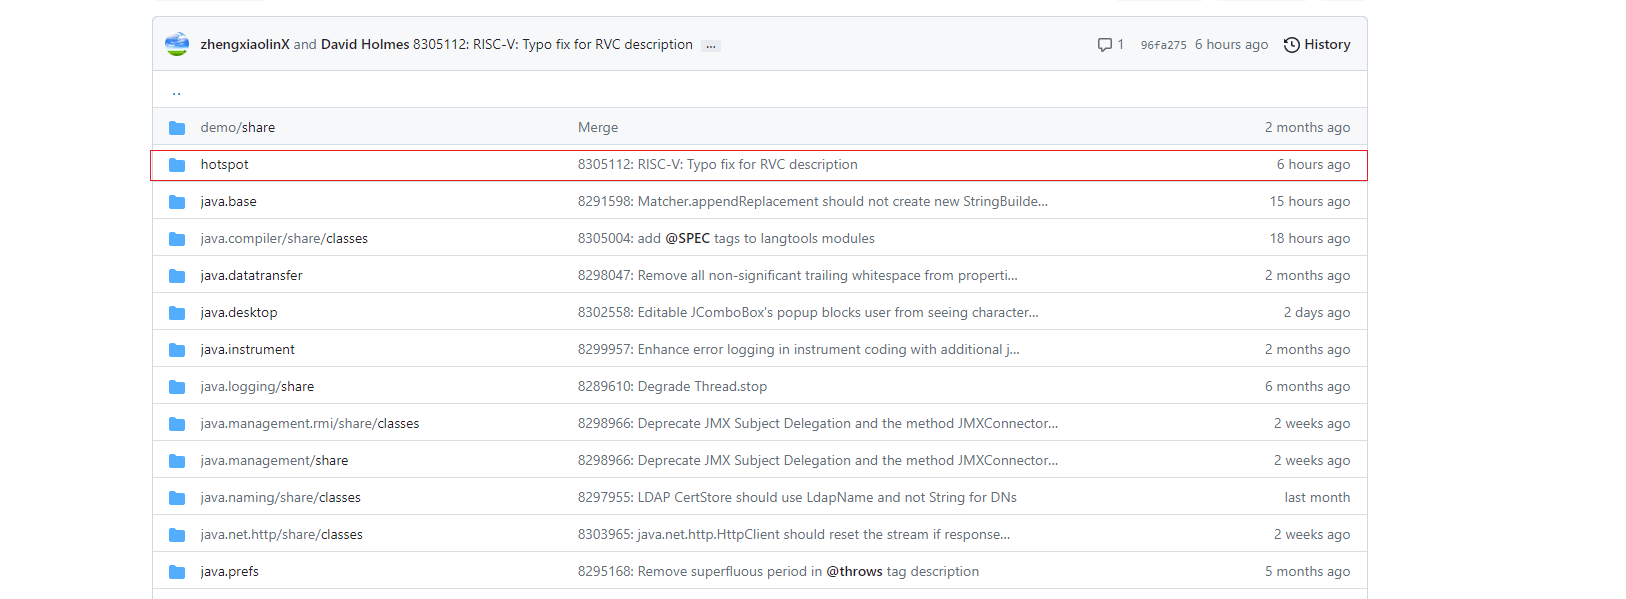 zhengxiaolinX and David Holmes 8305112: RISC-V: Typo fix for RVC description ... 1 96fa275 6 hours ago History
..
demo/share Merge 2 months ago
hotspot 8305112: RISC-V: Typo fix for RVC description 6 hours ago
java.base 8291598: Matcher.appendReplacement should not create new StringBuilde... 15 hours ago
java.compiler/share/classes 8305004: add @SPEC tags to langtools modules 18 hours ago
java.datatransfer 8298047: Remove all non-significant trailing whitespace from properti... 2 months ago
java.desktop 8302558: Editable JComboBox's popup blocks user from seeing character... 2 days ago
java.instrument 8299957: Enhance error logging in instrument coding with additional j... 2 months ago
java.logging/share 8289610: Degrade Thread.stop 6 months ago
java.management.rmi/share/classes 8298966: Deprecate JMX Subject Delegation and the method JMXConnector... 2 weeks ago
java.management/share 8298966: Deprecate JMX Subject Delegation and the method JMXConnector... 2 weeks ago
java.naming/share/classes 8297955: LDAP CertStore should use LdapName and not String for DNs last month
java.net.http/share/classes 8303965: java.net.http.HttpClient should reset the stream if response... 2 weeks ago
java.prefs 8295168: Remove superfluous period in @throws tag description 5 months ago